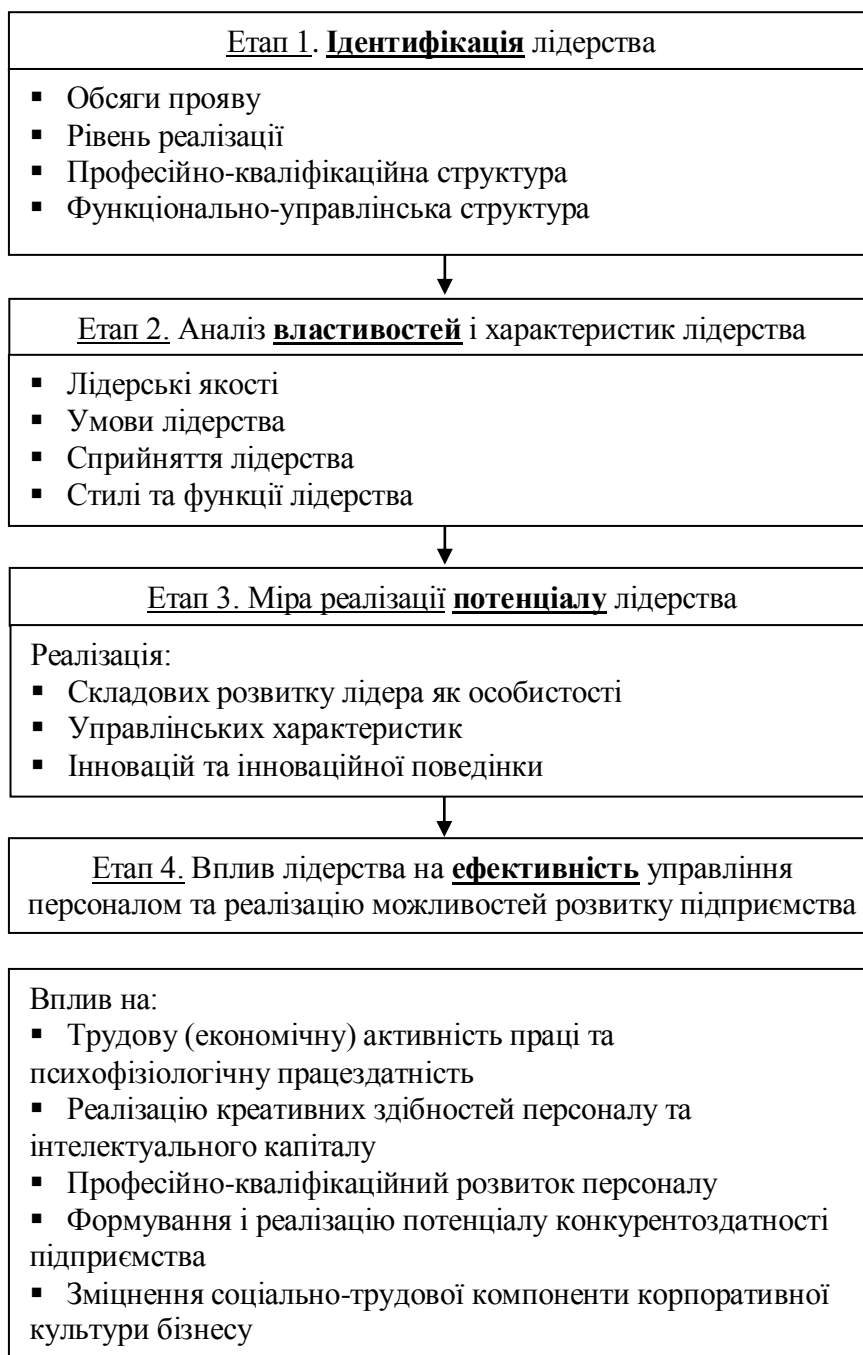 Етап 1. Ідентифікація лідерства
▪ Обсяги прояву
▪ Рівень реалізації
▪ Професійно-кваліфікаційна структура
▪ Функціонально-управлінська структура
Етап 2. Аналіз властивостей і характеристик лідерства
▪ Лідерські якості
▪ Умови лідерства
▪ Сприйняття лідерства
▪ Стилі та функції лідерства
Етап 3. Міра реалізації потенціалу лідерства
Реалізація:
▪ Складових розвитку лідера як особистості
▪ Управлінських характеристик
▪ Інновацій та інноваційної поведінки
Етап 4. Вплив лідерства на ефективність управління
персоналом та реалізацію можливостей розвитку підприємства
Вплив на:
▪ Трудову (економічну) активність праці та
психофізіологічну працездатність
▪ Реалізацію креативних здібностей персоналу та
інтелектуального капіталу
▪ Професійно-кваліфікаційний розвиток персоналу
▪ Формування і реалізацію потенціалу конкурентоздатності
підприємства
▪ Зміцнення соціально-трудової компоненти корпоративної
культури бізнесу